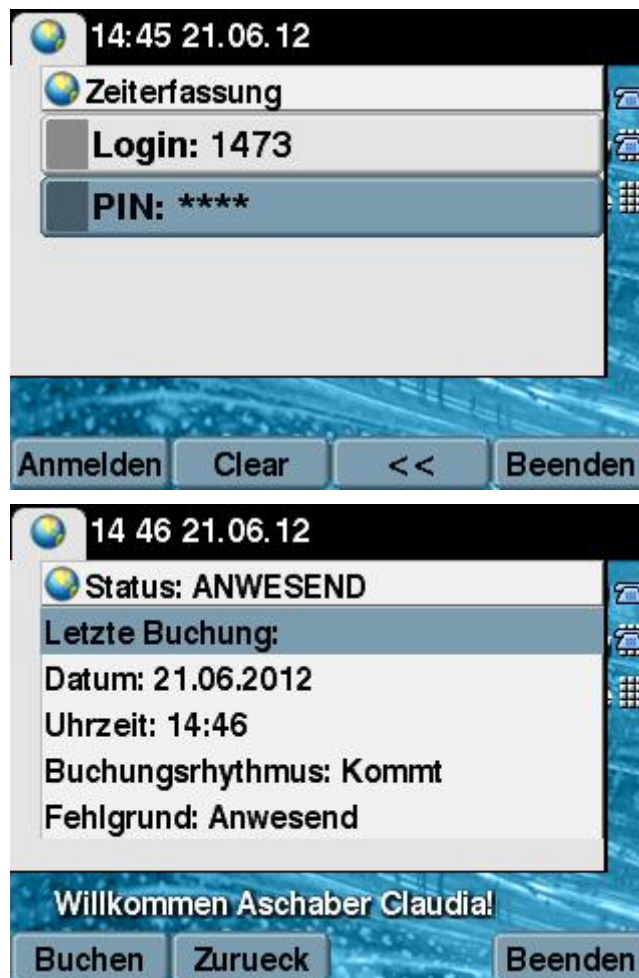 14:45 21.06.12
Zeiterfassung
Login: 1473
PIN: ****
Anmelden Clear << Beenden
14 46 21.06.12
Status: ANWESEND
Letzte Buchung:
Datum: 21.06.2012
Uhrzeit: 14:46
Buchungsrhythmus: Kommt
Fehlgrund: Anwesend
Willkommen Aschaber Claudia!
Buchen Zurueck Beenden